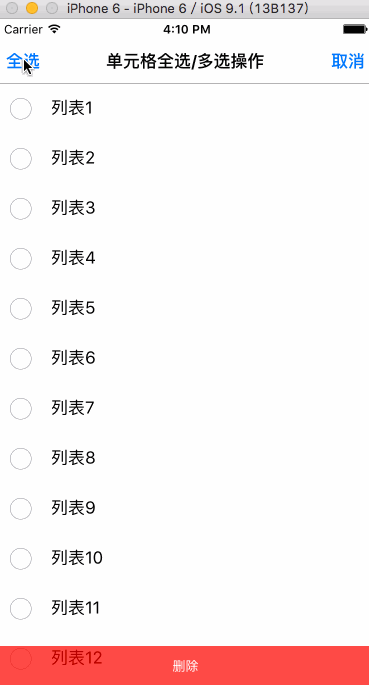 iPhone 6 - iPhone 6 / iOS 9.1 (13B137)
Carrier 4:10 PM
全选 单元格全选/多选操作 取消
列表1
列表2
列表3
列表4
列表5
列表6
列表7
列表8
列表9
列表10
列表11
列表12
删除